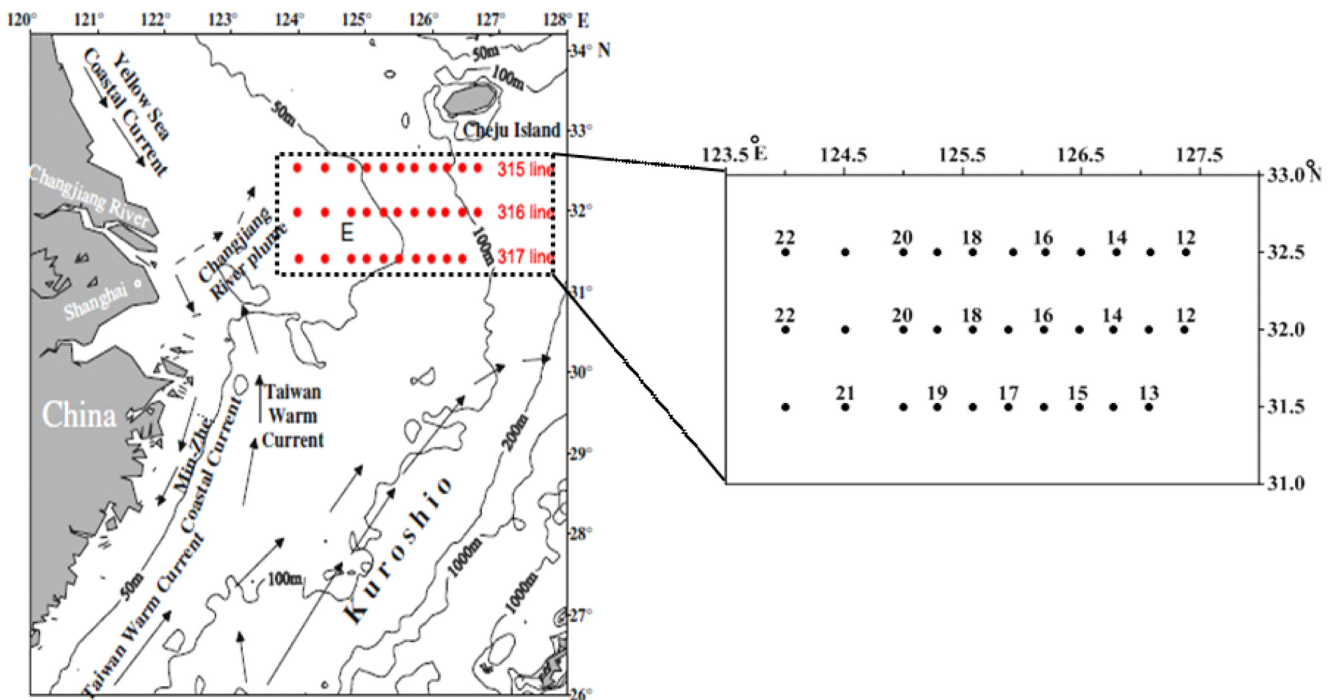 120° 121° 122° 123° 124° 125° 126° 127° 128° E
34° N
33°
32°
31°
30°
29°
28°
27°
26°
50m
100m
50m
Yellow Sea
Coastal Current
Cheju Island
315 line
316 line
317 line
E
100m
Changjiang River
Changjiang
River plume
Shanghai
China
Taiwan
Warm
Current
Min-Zhe
Coastal Current
200m
Kuroshio
100m
1000m
1000m
50m
Taiwan Warm Current
123.5 °E 124.5 125.5 126.5 127.5
33.0 °N
22 20 18 16 14 12
32.5
22 20 18 16 14 12
32.0
21 19 17 15 13
31.5
31.0